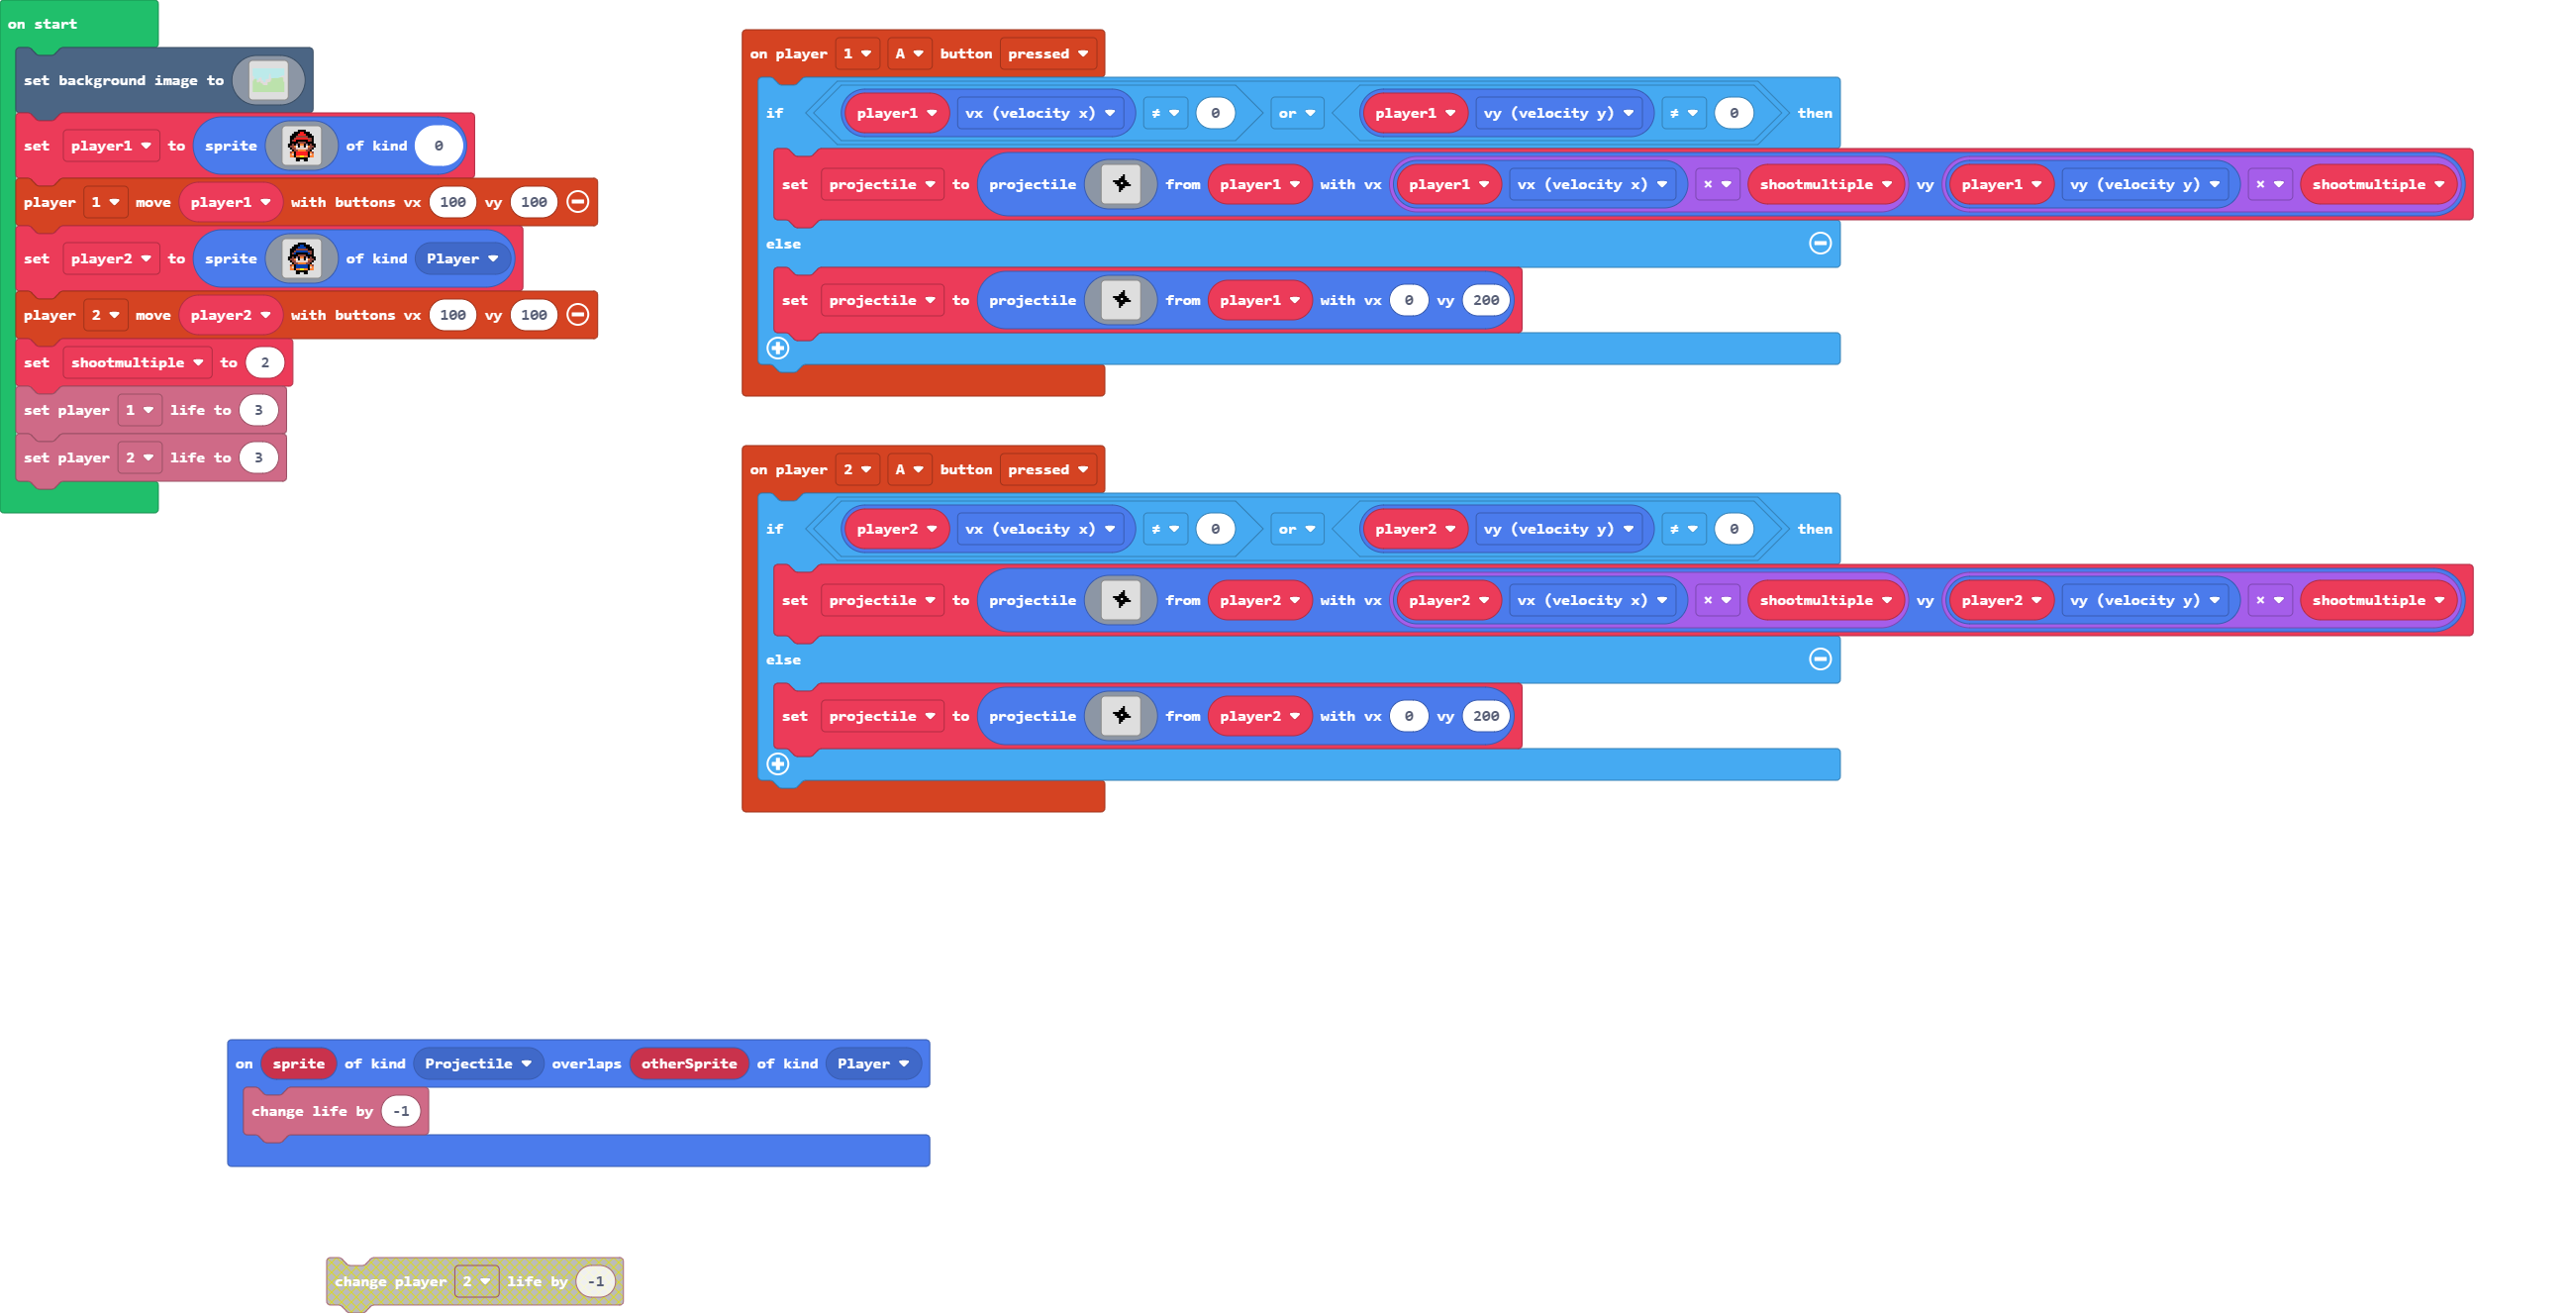 on start
set background image to
set player1 to sprite of kind 0
player 1 move player1 with buttons vx 100 vy 100
set player2 to sprite of kind Player
player 2 move player2 with buttons vx 100 vy 100
set shootmultiple to 2
set player 1 life to 3
set player 2 life to 3
on player 1 A button pressed
if player1 vx (velocity x) ≠ 0 or player1 vy (velocity y) ≠ 0 then
set projectile to projectile from player1 with vx player1 vx (velocity x) × shootmultiple vy player1 vy (velocity y) × shootmultiple
else
set projectile to projectile from player1 with vx 0 vy 200
on player 2 A button pressed
if player2 vx (velocity x) ≠ 0 or player2 vy (velocity y) ≠ 0 then
set projectile to projectile from player2 with vx player2 vx (velocity x) × shootmultiple vy player2 vy (velocity y) × shootmultiple
else
set projectile to projectile from player2 with vx 0 vy 200
on sprite of kind Projectile overlaps otherSprite of kind Player
change life by -1
change player 2 life by -1